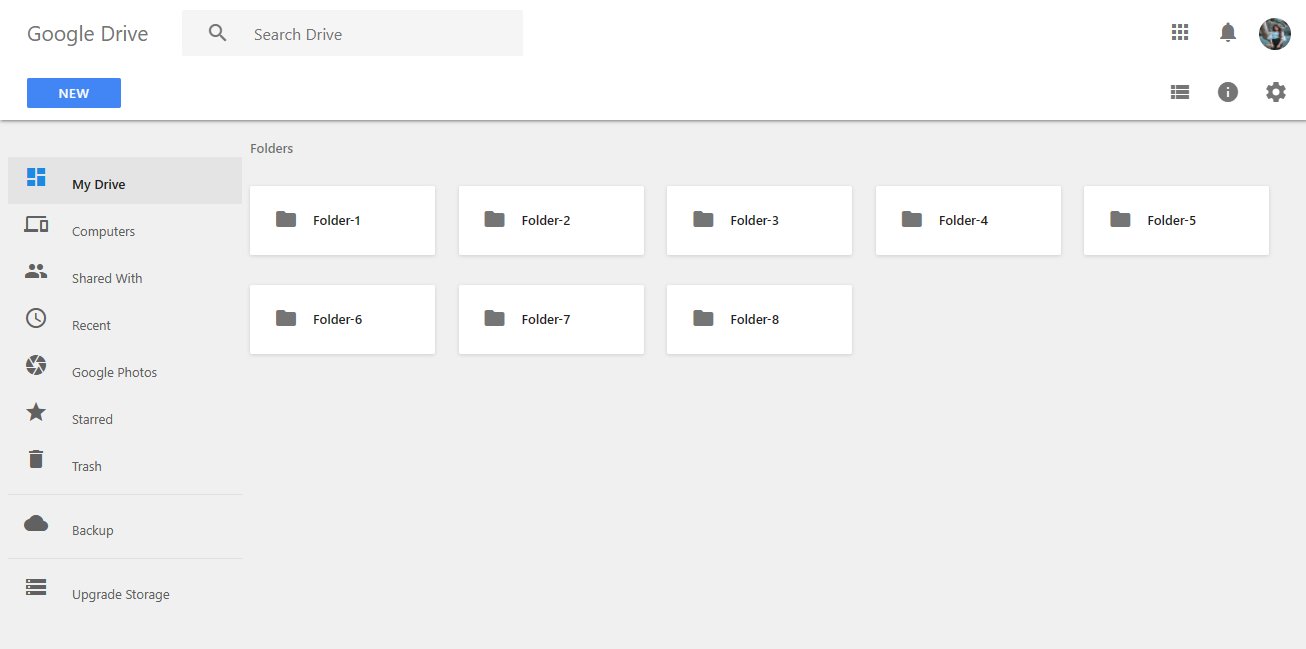 Google Drive
Search Drive
NEW
Folders
My Drive
Computers
Shared With
Recent
Google Photos
Starred
Trash
Backup
Upgrade Storage
Folder-1
Folder-2
Folder-3
Folder-4
Folder-5
Folder-6
Folder-7
Folder-8